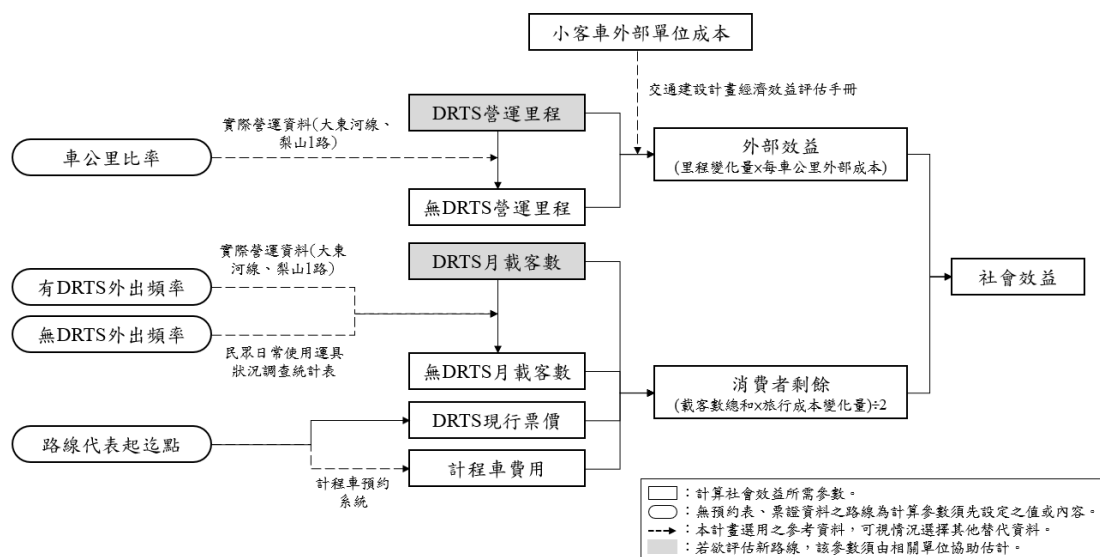 小客車外部單位成本
交通建設計畫經濟效益評估手冊
DRTS營運里程
實際營運資料(大東河線、
梨山1路)
車公里比率
外部效益
(里程變化量x每車公里外部成本)
無DRTS營運里程
實際營運資料(大東
河線、梨山1路)
DRTS月載客數
有DRTS外出頻率
社會效益
無DRTS外出頻率
民眾日常使用運具
狀況調查統計表
無DRTS月載客數
消費者剩餘
(載客數總和x旅行成本變化量)÷2
DRTS現行票價
路線代表起迄點
計程車費用
計程車預約
系統
：計算社會效益所需參數。
：無預約表、票證資料之路線為計算參數須先設定之值或內容。
：本計畫選用之參考資料，可視情況選擇其他替代資料。
：若欲評估新路線，該參數須由相關單位協助估計。